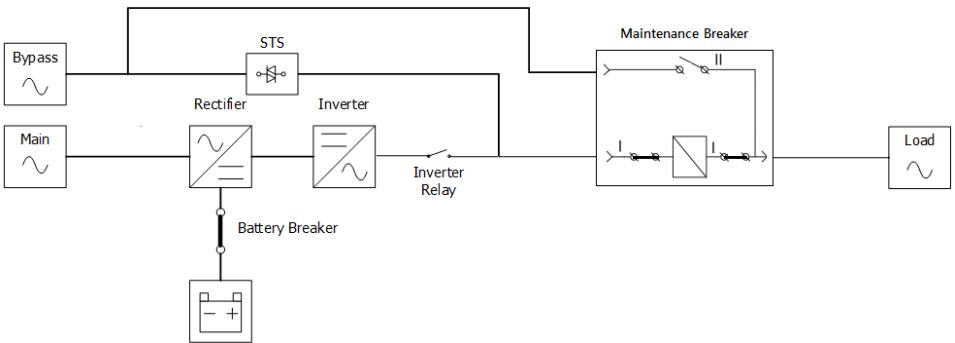 Maintenance Breaker
STS
Bypass
II
Rectifier
Inverter
Main
I
I
Load
Inverter
Relay
Battery Breaker
− +